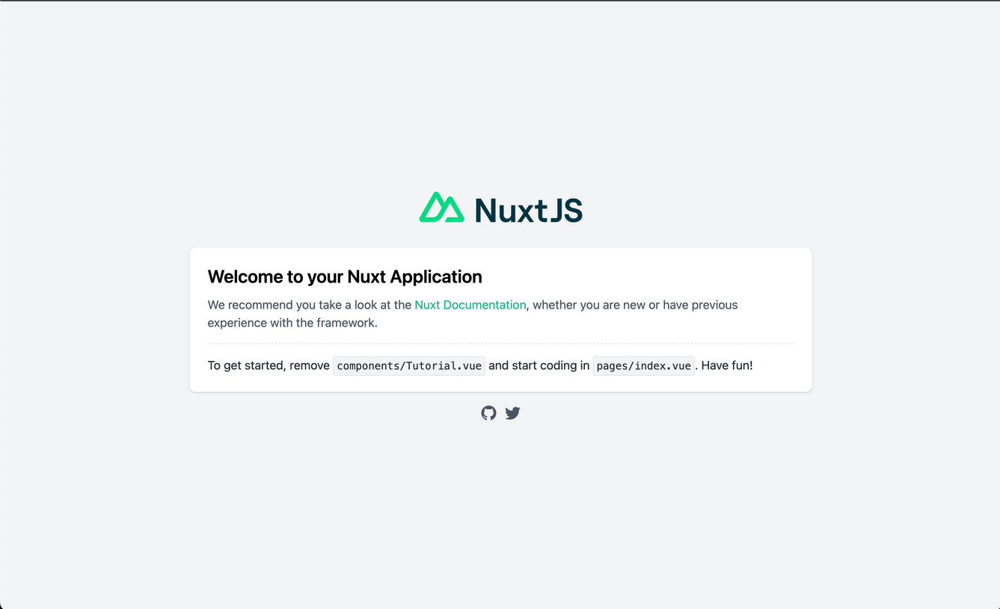 NuxtJS
Welcome to your Nuxt Application
We recommend you take a look at the Nuxt Documentation, whether you are new or have previous
experience with the framework.
To get started, remove components/Tutorial.vue and start coding in pages/index.vue. Have fun!